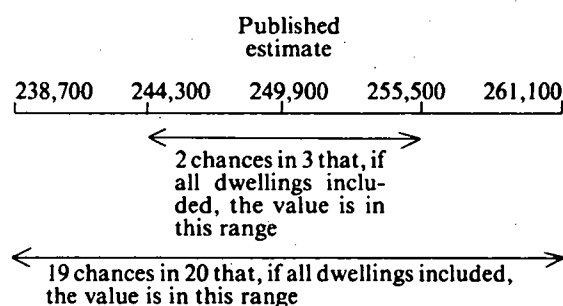 Published
estimate
238,700 244,300 249,900 255,500 261,100
2 chances in 3 that, if
all dwellings inclu-
ded, the value is in
this range
19 chances in 20 that, if all dwellings included,
the value is in this range